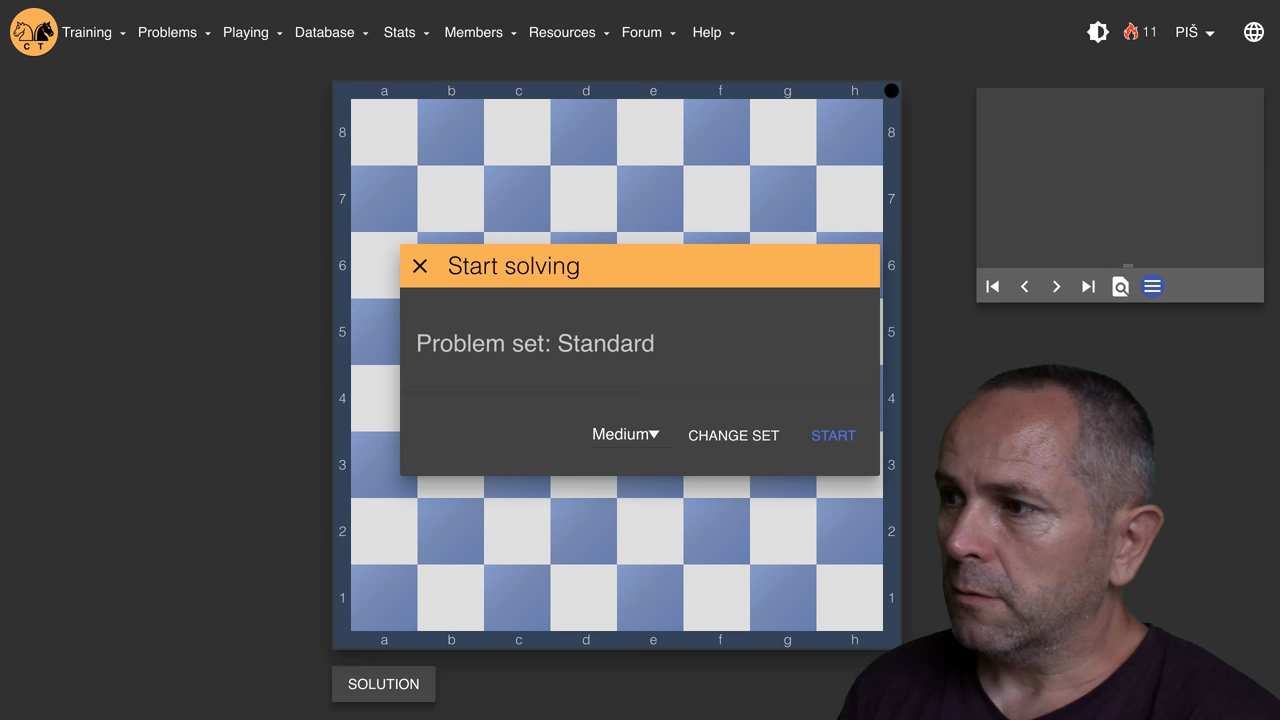 C T
Training
Problems
Playing
Database
Stats
Members
Resources
Forum
Help
11
PIŠ
a b c d e f g h
8 8
7 7
6 6
5 5
4 4
3 3
2 2
1 1
a b c d e f g h
Start solving
Problem set: Standard
Medium
CHANGE SET
START
SOLUTION